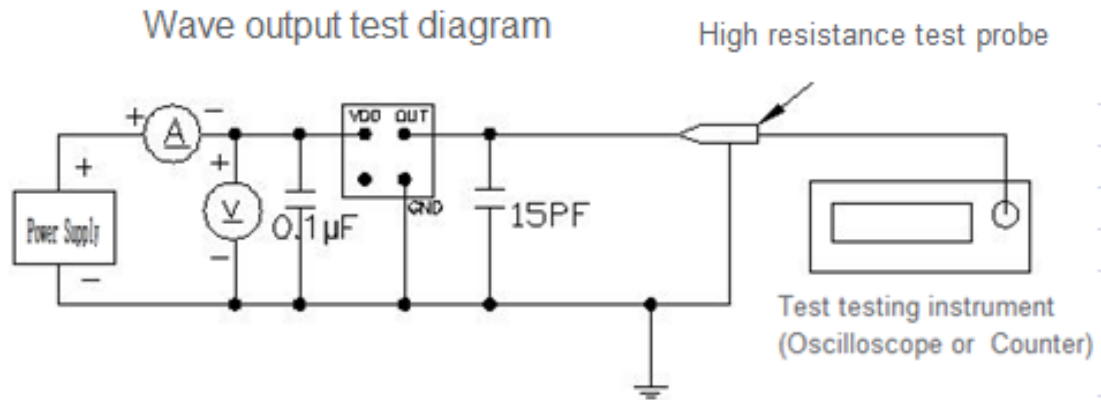 Wave output test diagram
High resistance test probe
+ A −
VDD OUT
+
+
Power Supply
V
0.1μF
GND
15PF
−
−
Test testing instrument
(Oscilloscope or Counter)